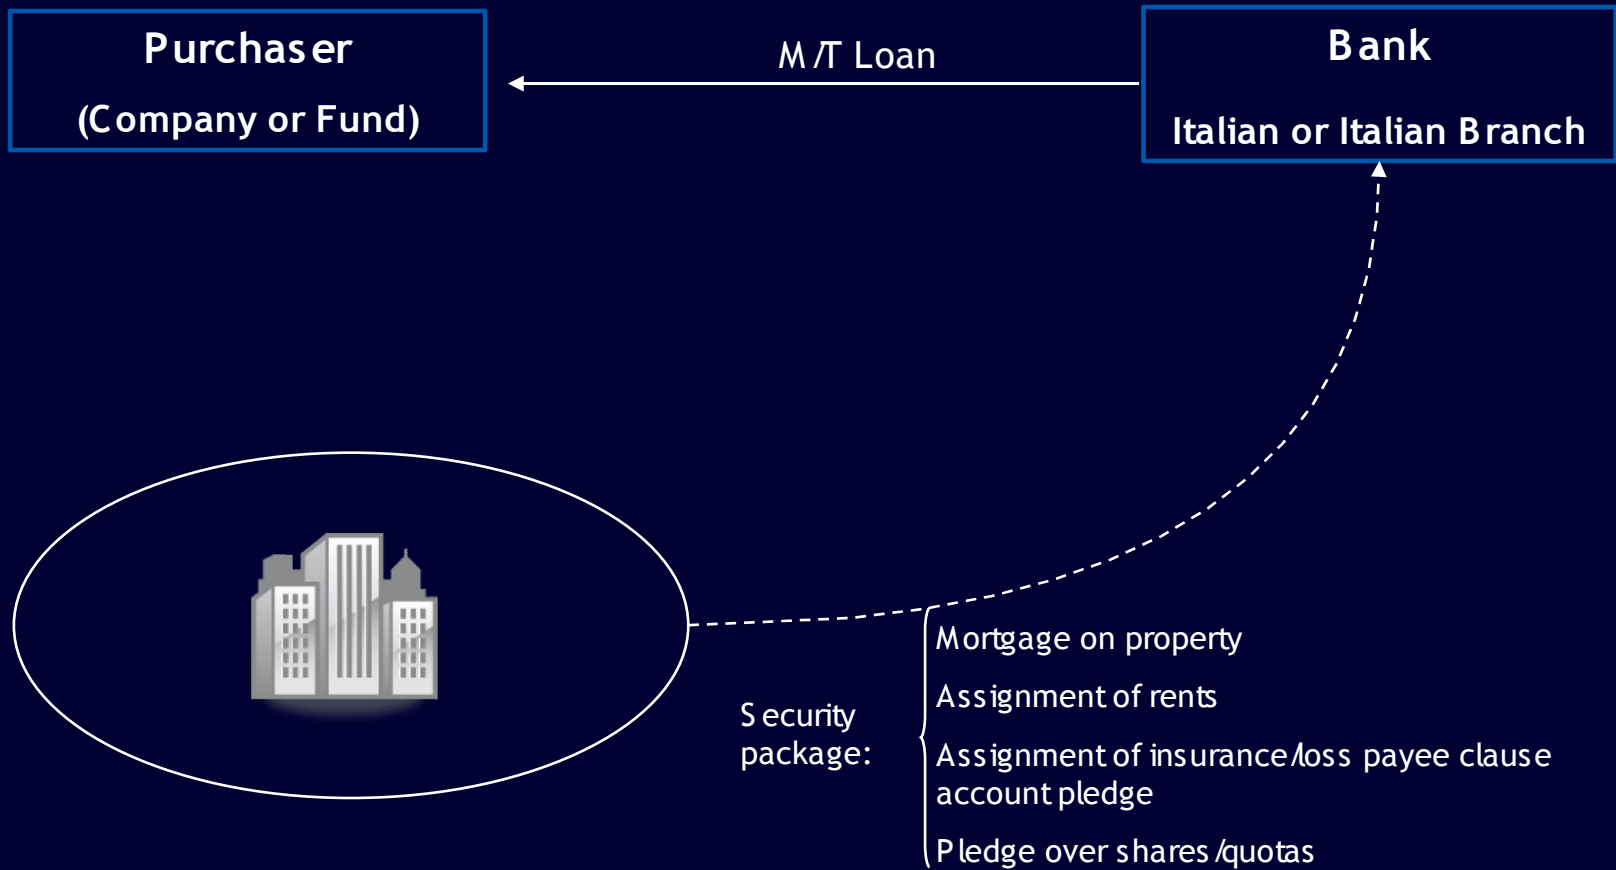 Purchaser
(Company or Fund)
M/T Loan
Bank
Italian or Italian Branch
Security
package:
Mortgage on property
Assignment of rents
Assignment of insurance/loss payee clause
account pledge
Pledge over shares/quotas